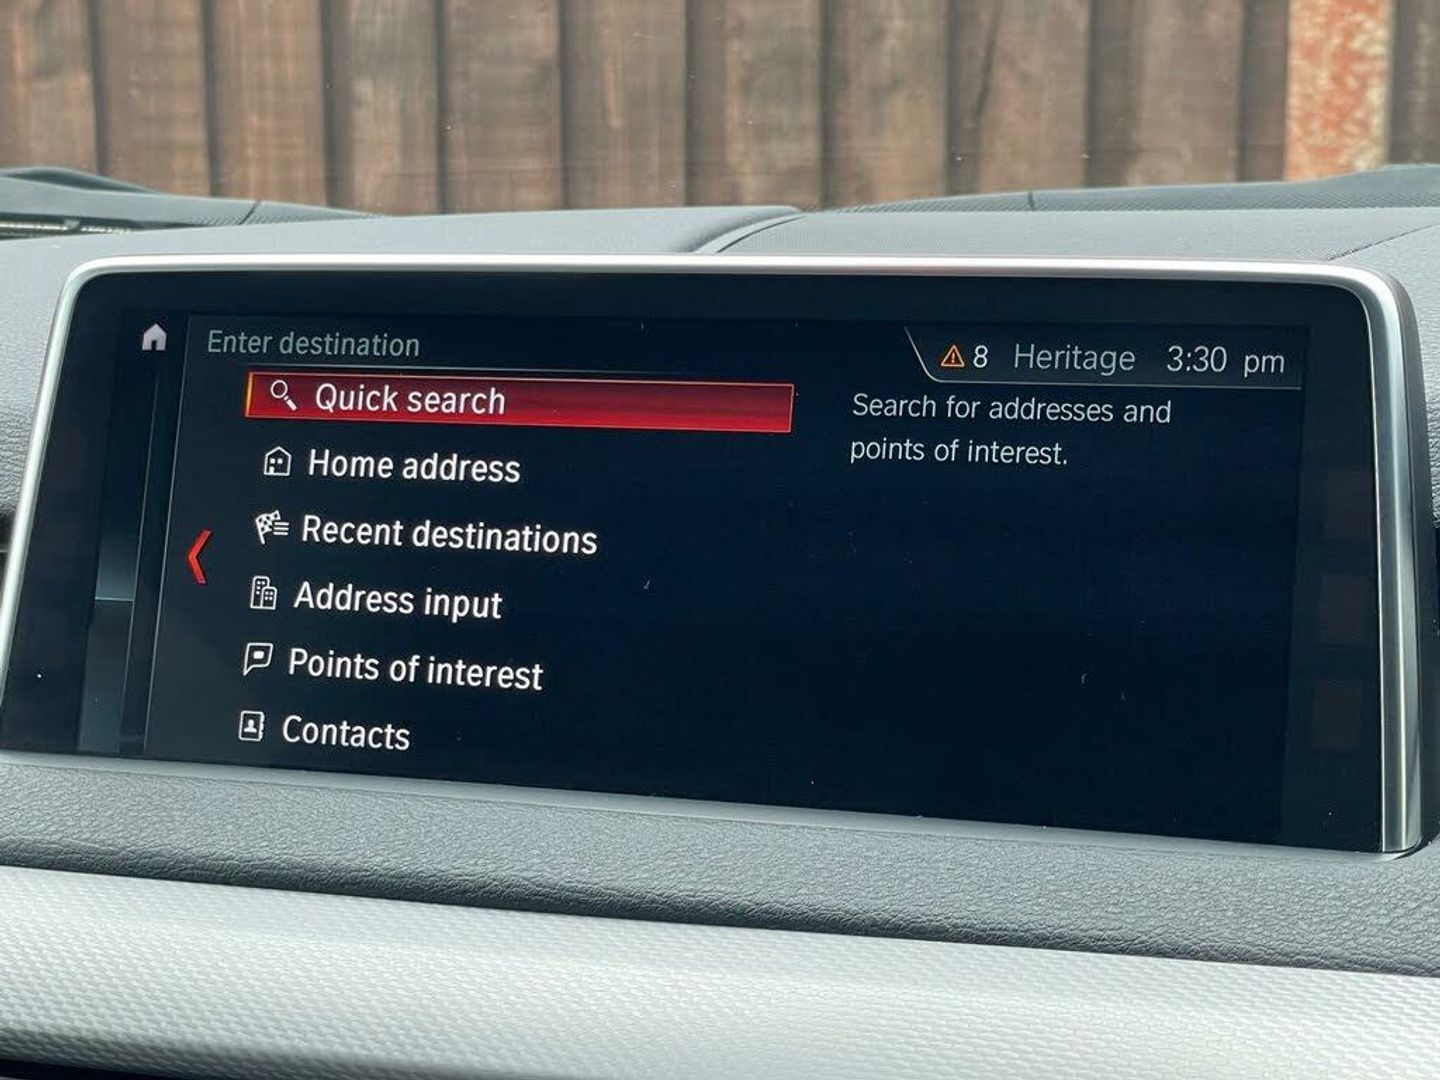 Enter destination
8 Heritage 3:30 pm
Quick search
Home address
Recent destinations
Address input
Points of interest
Contacts
Search for addresses and
points of interest.